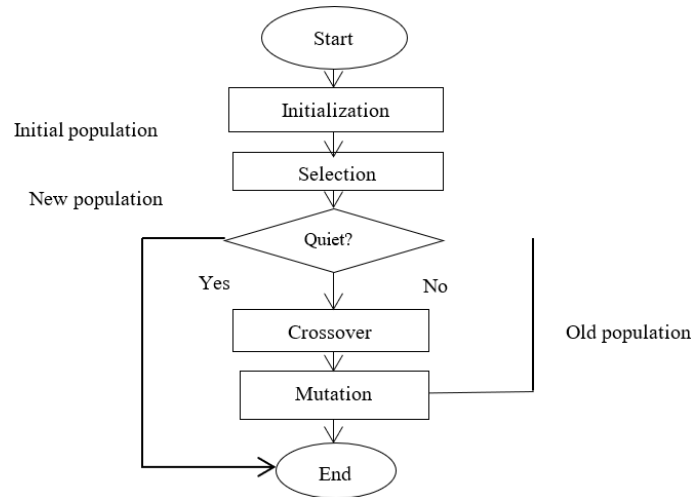 Start
Initialization
Initial population
Selection
New population
Quiet?
Yes
No
Crossover
Old population
Mutation
End